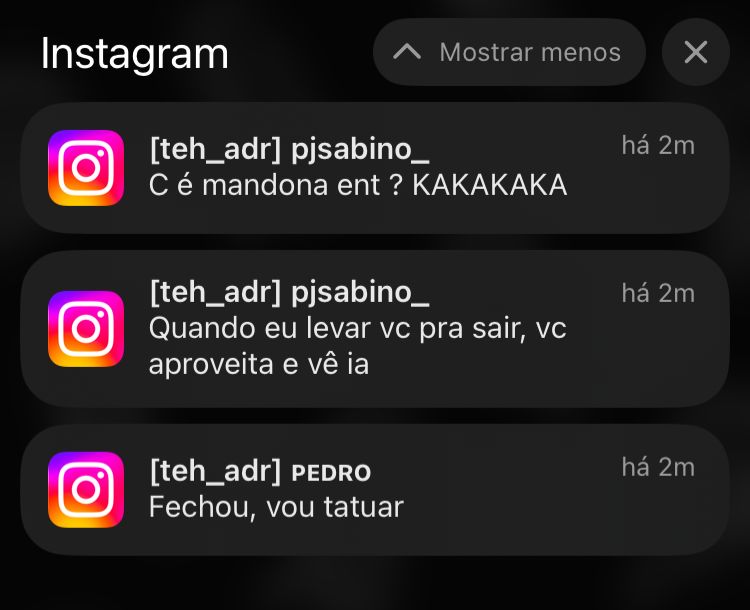 Instagram
Mostrar menos
[teh_adr] pjsabino_
há 2m
C é mandona ent ? KAKAKAKA
[teh_adr] pjsabino_
há 2m
Quando eu levar vc pra sair, vc
aproveita e vê ia
[teh_adr] ᴘᴇᴅʀᴏ
há 2m
Fechou, vou tatuar